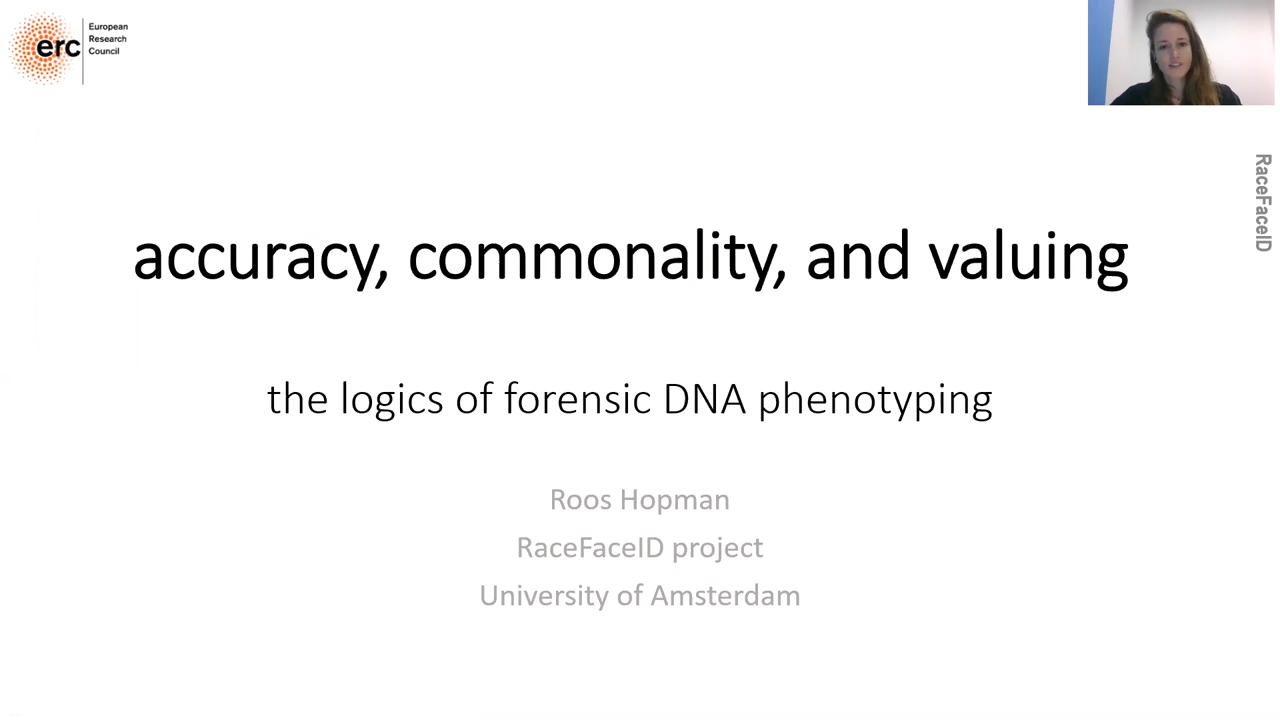 erc
European
Research
Council
RaceFaceID
accuracy, commonality, and valuing
the logics of forensic DNA phenotyping
Roos Hopman
RaceFaceID project
University of Amsterdam